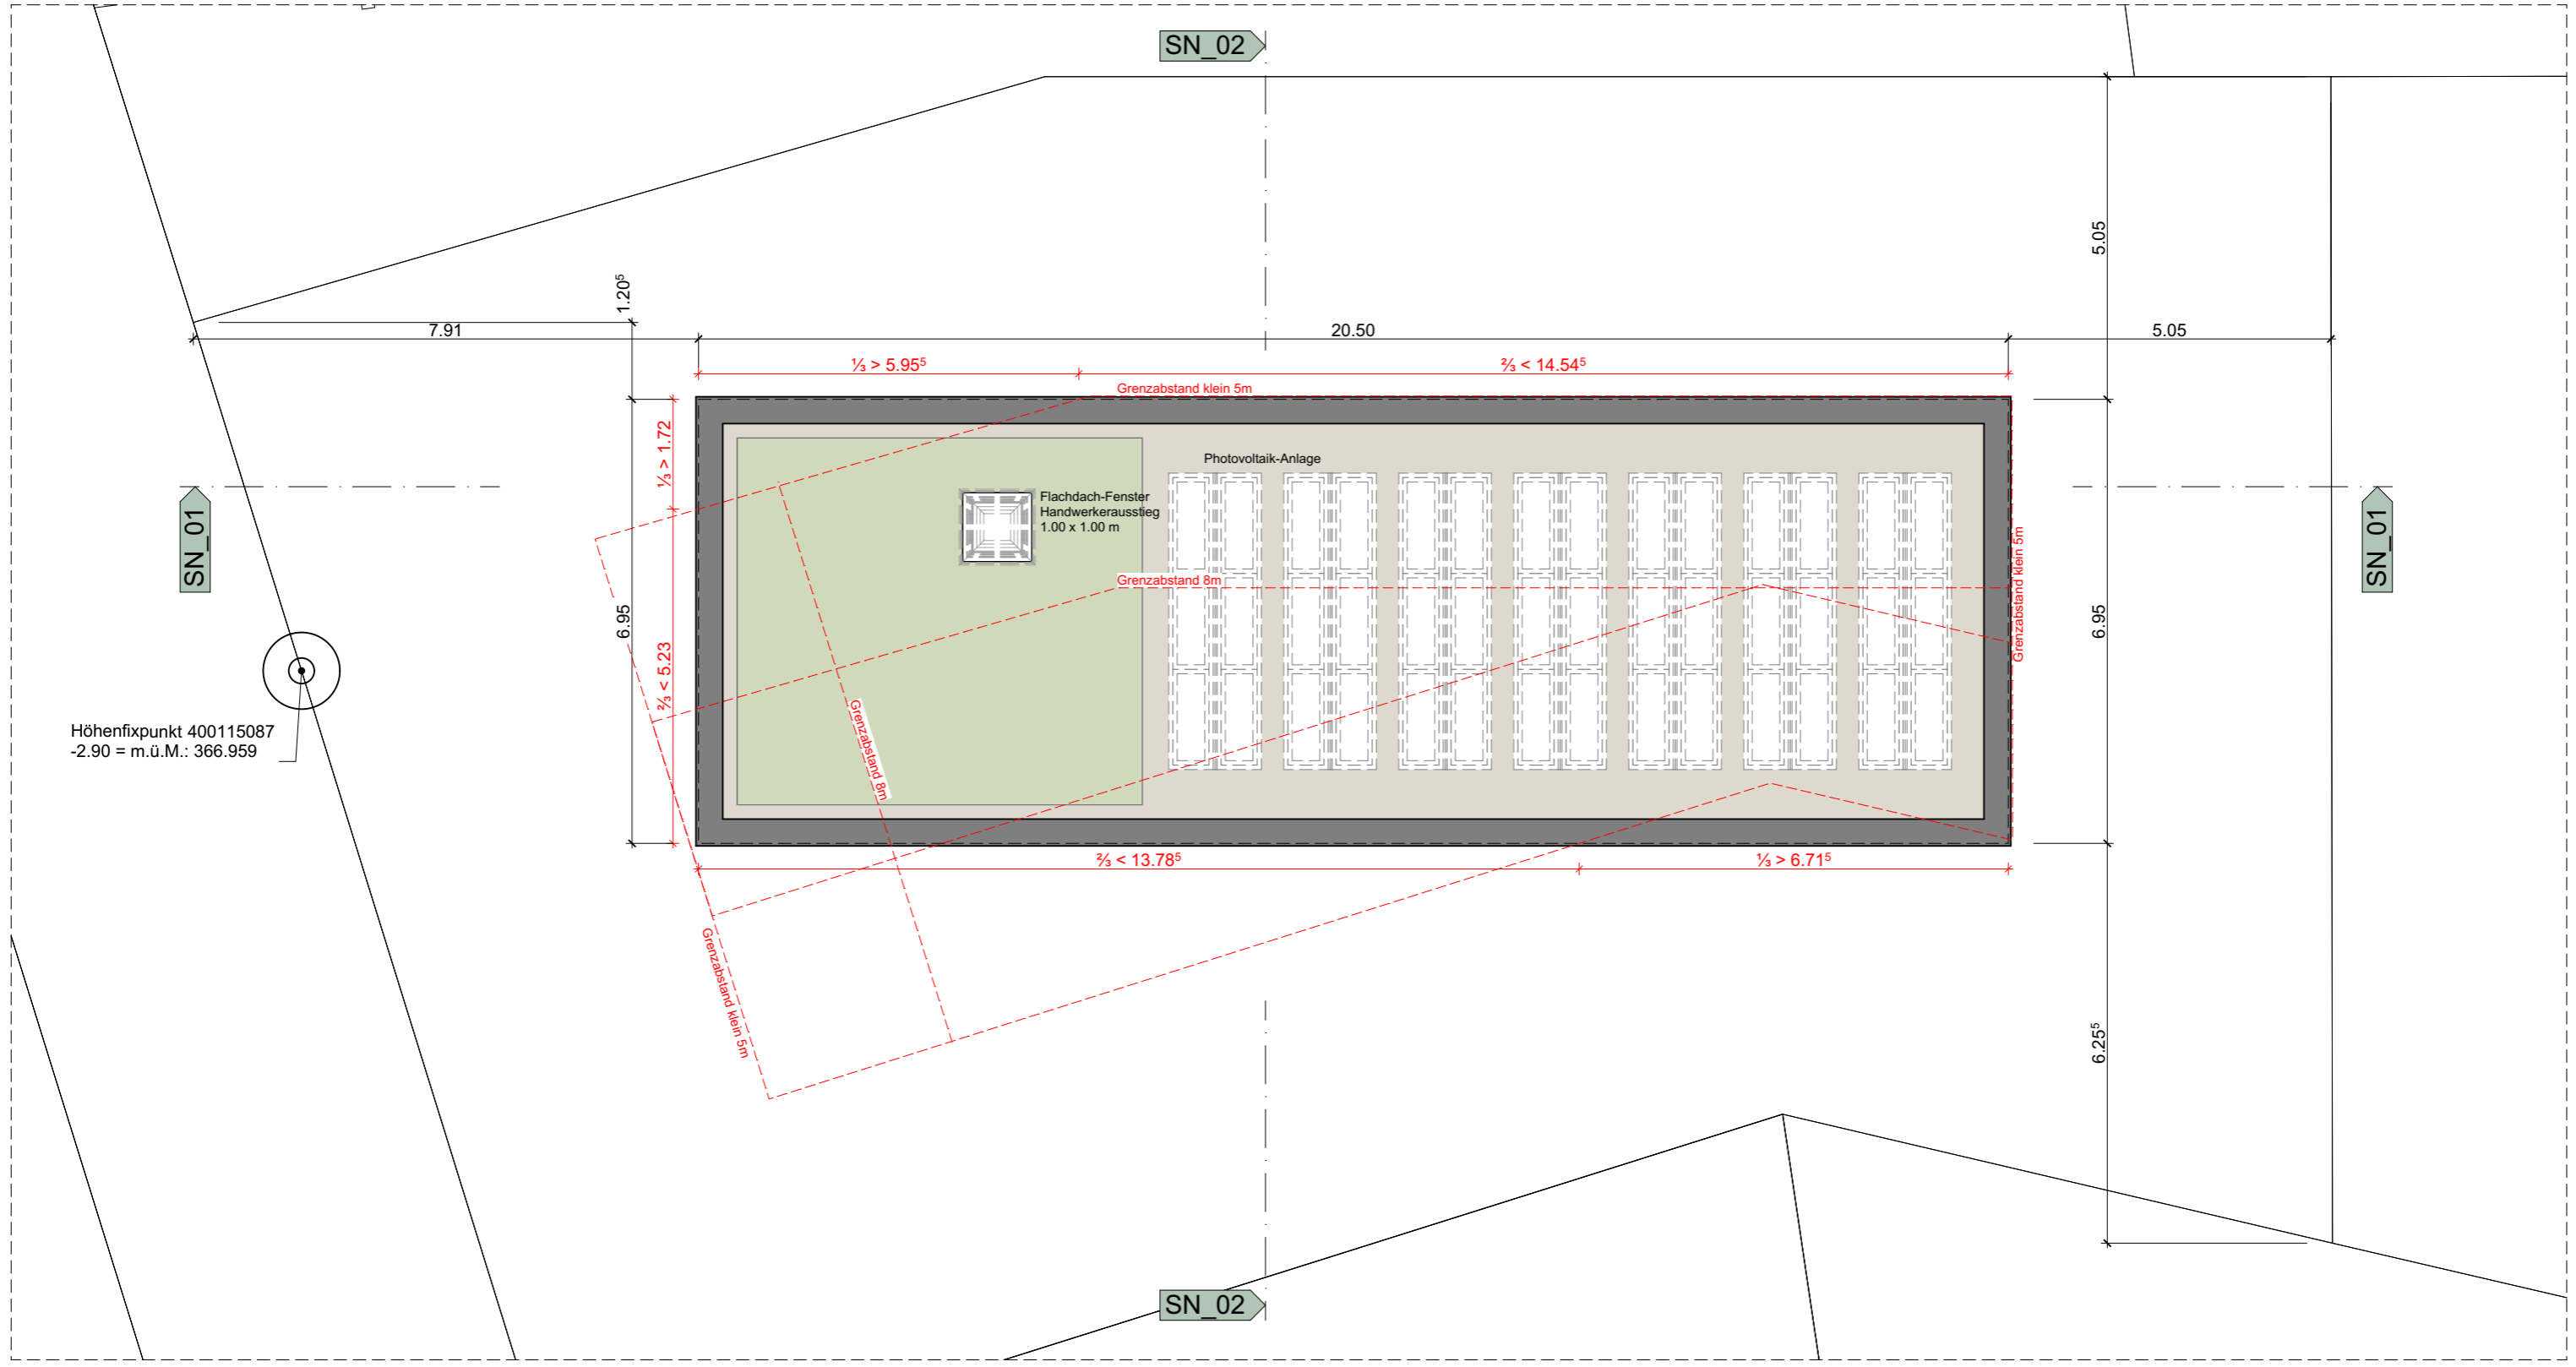 SN_02
5.05
1.20⁵
7.91
20.50
5.05
⅓ > 5.95⁵
⅔ < 14.54⁵
Grenzabstand klein 5m
⅓ > 1.72
Photovoltaik-Anlage
Flachdach-Fenster
Handwerkerausstieg
1.00 x 1.00 m
SN_01
SN_01
Grenzabstand klein 5m
Grenzabstand 8m
6.95
6.95
⅔ < 5.23
Höhenfixpunkt 400115087
-2.90 = m.ü.M.: 366.959
Grenzabstand 8m
⅔ < 13.78⁵
⅓ > 6.71⁵
Grenzabstand klein 5m
6.25⁵
SN_02